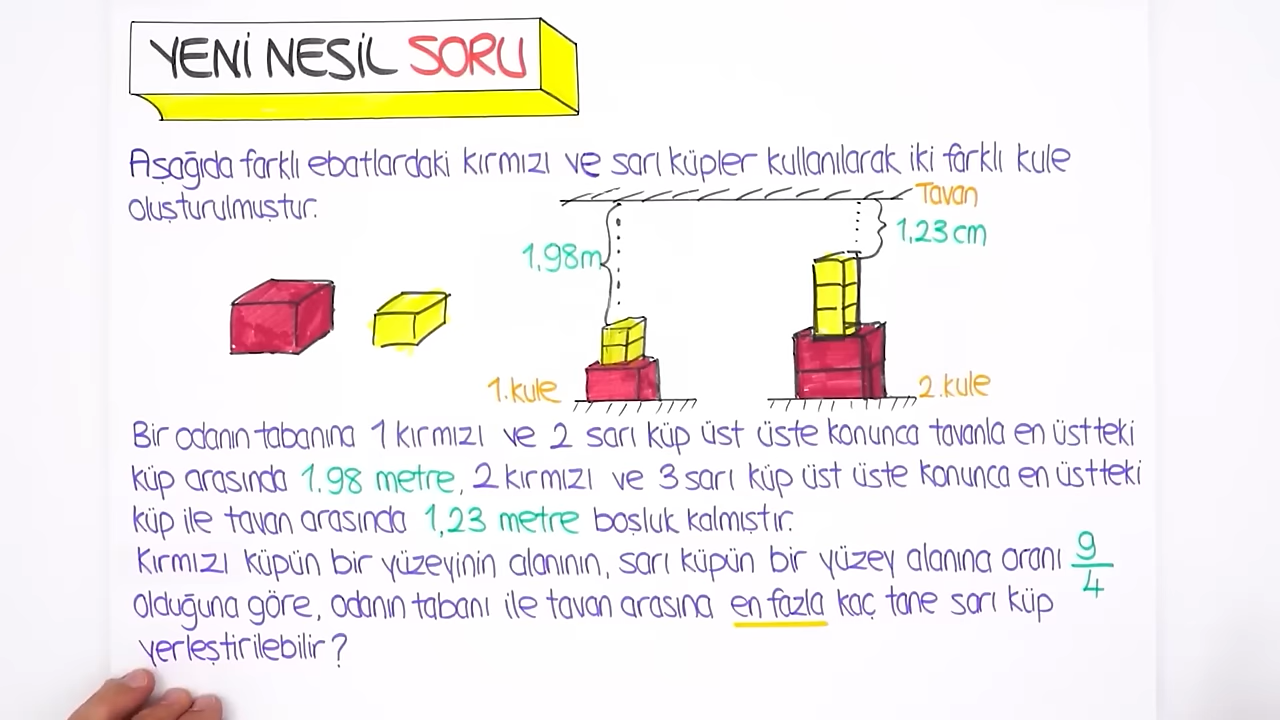 YENİ NESİL SORU
Aşağıda farklı ebatlardaki kırmızı ve sarı küpler kullanılarak iki farklı kule
oluşturulmuştur.
Tavan
1,98m
1,23cm
1.kule
2.kule
Bir odanın tabanına 1 kırmızı ve 2 sarı küp üst üste konunca tavanla en üstteki
küp arasında 1.98 metre, 2 kırmızı ve 3 sarı küp üst üste konunca en üstteki
küp ile tavan arasında 1,23 metre boşluk kalmıştır.
Kırmızı küpün bir yüzeyinin alanının, sarı küpün bir yüzey alanına oranı 9/4
olduğuna göre, odanın tabanı ile tavan arasına en fazla kaç tane sarı küp
yerleştirilebilir?